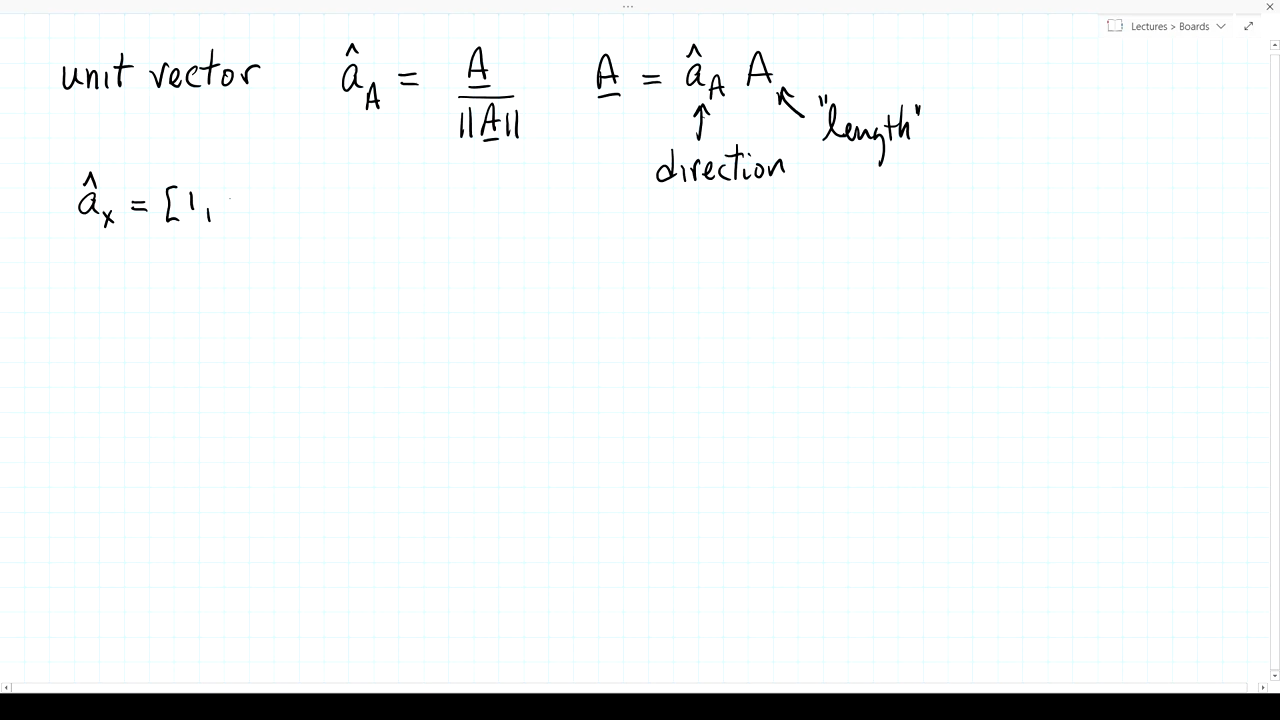 Lectures > Boards
unit vector â_A = A / ||A|| A = â_A A
"length"
direction
â_x = [1,